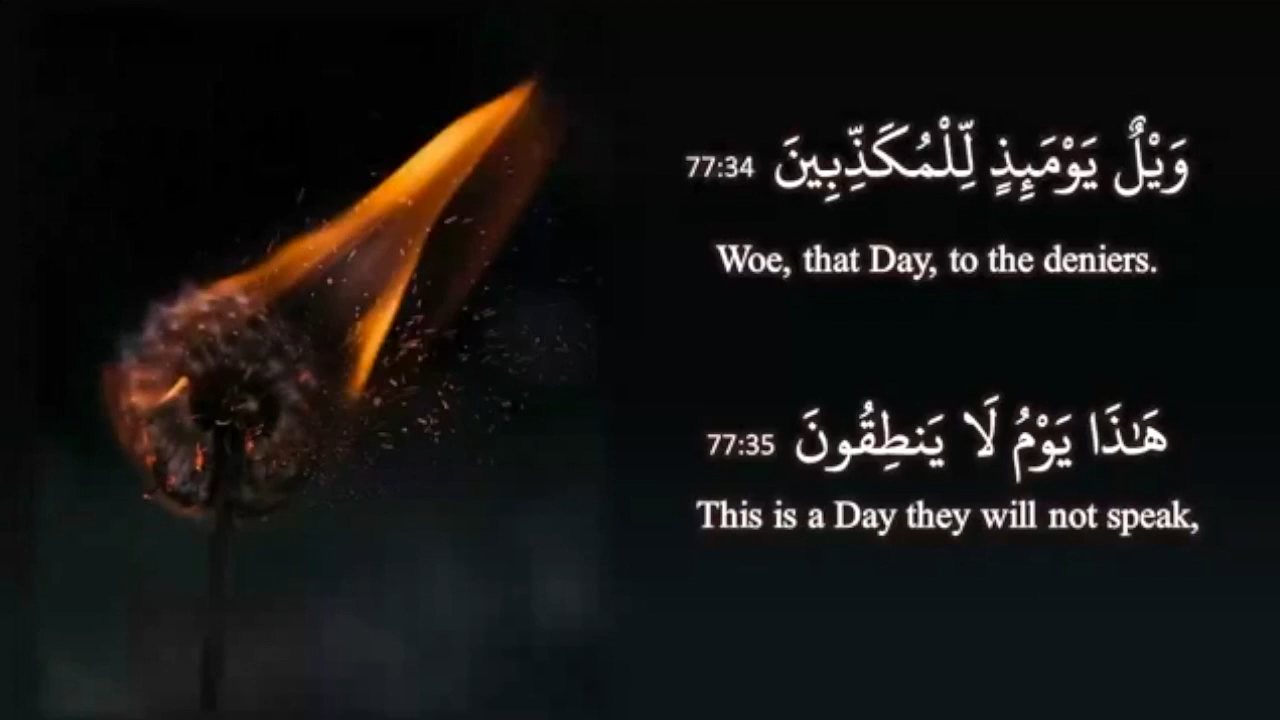 وَيْلٌ يَوْمَئِذٍ لِّلْمُكَذِّبِينَ 77:34
Woe, that Day, to the deniers.
هَٰذَا يَوْمُ لَا يَنطِقُونَ 77:35
This is a Day they will not speak,